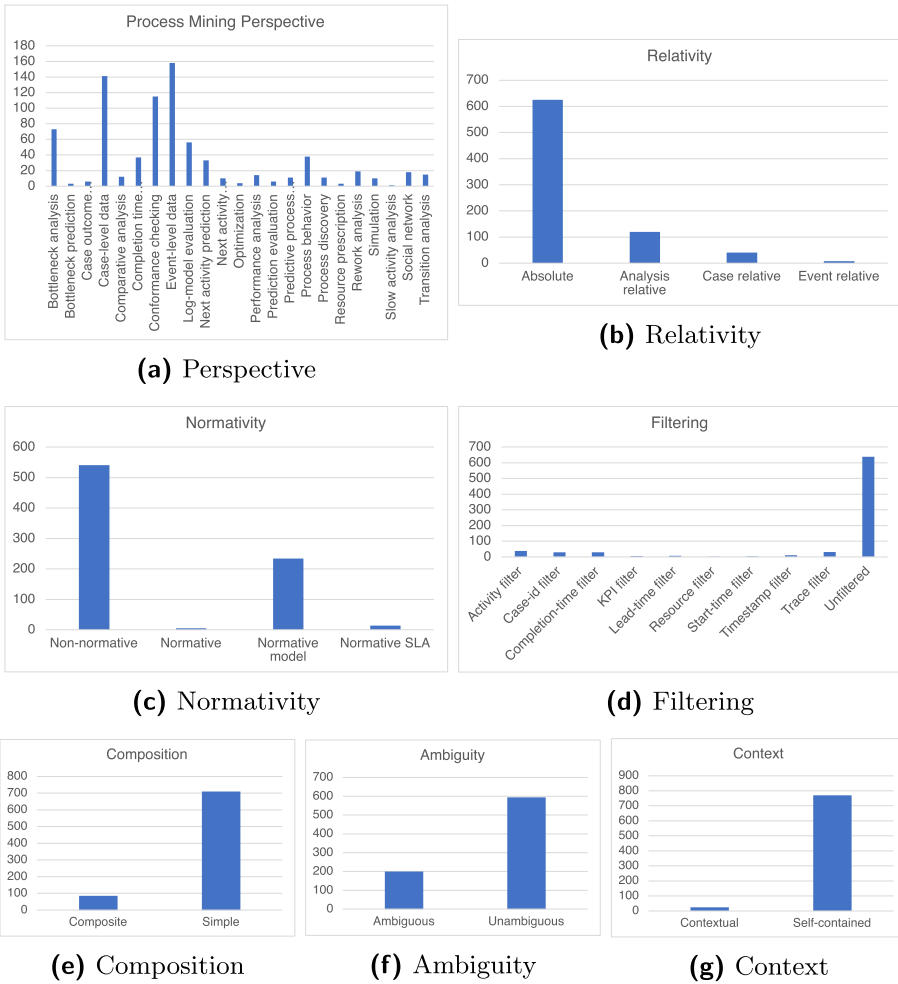 Process Mining Perspective
180
160
140
120
100
80
60
40
20
0
Bottleneck analysis
Bottleneck prediction
Case outcome…
Case-level data
Comparative analysis
Completion time…
Conformance checking
Event-level data
Log-model evaluation
Next activity prediction
Next activity…
Optimization
Performance analysis
Prediction evaluation
Predictive process…
Process behavior
Process discovery
Resource prescription
Rework analysis
Simulation
Slow activity analysis
Social network
Transition analysis
(a) Perspective
Relativity
700
600
500
400
300
200
100
0
Absolute
Analysis
relative
Case relative
Event relative
(b) Relativity
Normativity
600
500
400
300
200
100
0
Non-normative
Normative
Normative
model
Normative SLA
(c) Normativity
Filtering
700
600
500
400
300
200
100
0
Activity filter
Case-id filter
Completion-time filter
KPI filter
Lead-time filter
Resource filter
Start-time filter
Timestamp filter
Trace filter
Unfiltered
(d) Filtering
Composition
800
700
600
500
400
300
200
100
0
Composite
Simple
(e) Composition
Ambiguity
700
600
500
400
300
200
100
0
Ambiguous
Unambiguous
(f) Ambiguity
Context
900
800
700
600
500
400
300
200
100
0
Contextual
Self-contained
(g) Context